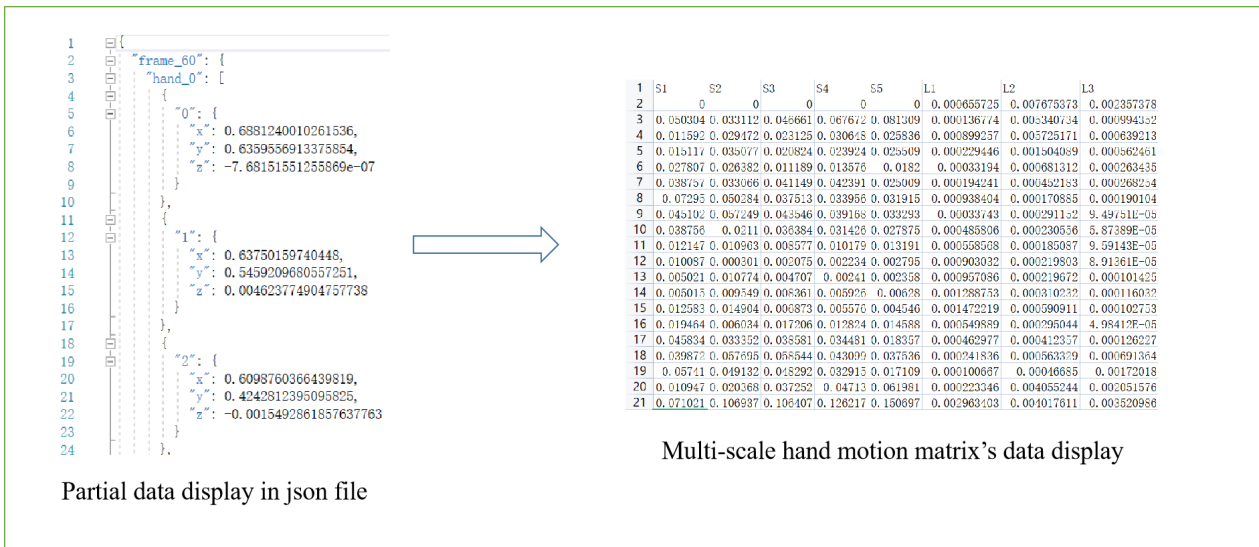 1 {
2 "frame_60": {
3 "hand_0": [
4 {
5 "0": {
6 "x": 0.6881240010261536,
7 "y": 0.6359556913375854,
8 "z": -7.68151551255869e-07
9 }
10 },
11 {
12 "1": {
13 "x": 0.63750159740448,
14 "y": 0.5459209680557251,
15 "z": 0.004623774904757738
16 }
17 },
18 {
19 "2": {
20 "x": 0.6098760366439819,
21 "y": 0.4242812395095825,
22 "z": -0.0015492861857637763
23 }
24 },
Partial data display in json file
1 S1 S2 S3 S4 S5 L1 L2 L3
2 0 0 0 0 0 0.000655725 0.007675373 0.002357378
3 0.050304 0.033112 0.046661 0.067672 0.081309 0.000136774 0.005340734 0.000994352
4 0.011592 0.029472 0.023125 0.030648 0.025836 0.000899257 0.005725171 0.000639213
5 0.015117 0.035077 0.020824 0.023924 0.025509 0.000229446 0.001504089 0.000562461
6 0.027807 0.026382 0.011189 0.013576 0.0182 0.00033194 0.000681312 0.000263435
7 0.038757 0.033066 0.041149 0.042391 0.025009 0.000194241 0.000452183 0.000268254
8 0.07295 0.050284 0.037513 0.033956 0.031915 0.000938404 0.000170885 0.000190104
9 0.045102 0.057249 0.043546 0.039168 0.033293 0.00033743 0.000291152 9.49751E-05
10 0.038756 0.0211 0.036384 0.031426 0.027875 0.000485806 0.000230556 5.87389E-05
11 0.012147 0.010963 0.008577 0.010179 0.013191 0.000558568 0.000185087 9.59143E-05
12 0.010087 0.000301 0.002075 0.002234 0.002795 0.000903032 0.000219803 8.91361E-05
13 0.005021 0.010774 0.004707 0.00241 0.002358 0.000957086 0.000219672 0.000101425
14 0.005015 0.009549 0.008361 0.005926 0.00628 0.001288753 0.000310232 0.000116032
15 0.012583 0.014904 0.006873 0.005576 0.004546 0.001472219 0.000590911 0.000102753
16 0.019464 0.006034 0.017206 0.012824 0.014588 0.000549889 0.000295044 4.98412E-05
17 0.045834 0.033352 0.038581 0.034481 0.018357 0.000462977 0.000412357 0.000126227
18 0.039872 0.057695 0.058544 0.043099 0.037536 0.000241836 0.000563329 0.000691364
19 0.05741 0.049132 0.048292 0.032915 0.017109 0.000100667 0.00046685 0.00172018
20 0.010947 0.020368 0.037252 0.04713 0.061981 0.000223346 0.004055244 0.002051576
21 0.071021 0.106937 0.106407 0.126217 0.150697 0.002963403 0.004017611 0.003520986
Multi-scale hand motion matrix's data display